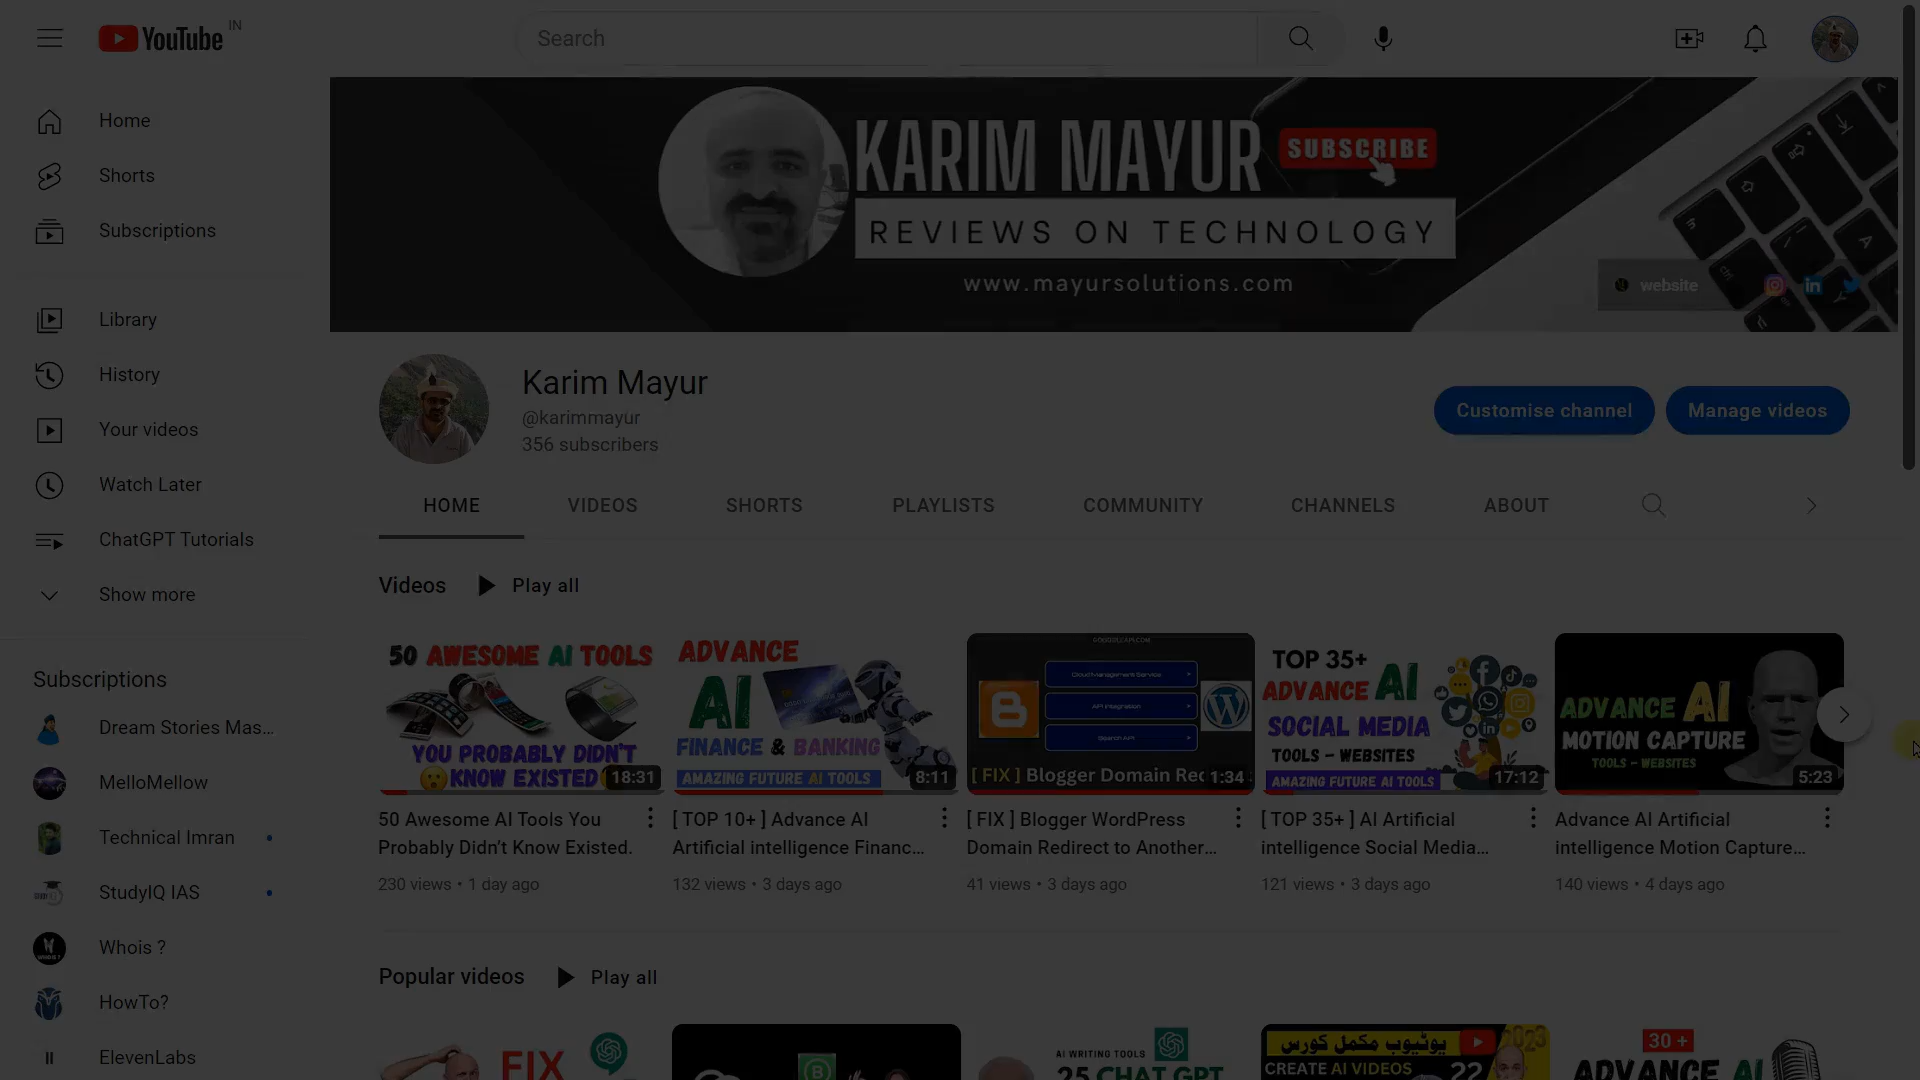 YouTube IN
Search
Home
Shorts
Subscriptions
Library
History
Your videos
Watch Later
ChatGPT Tutorials
Show more
Subscriptions
Dream Stories Mas...
MelloMellow
Technical Imran
StudyIQ IAS
Whois ?
HowTo?
ElevenLabs
KARIM MAYUR
SUBSCRIBE
REVIEWS ON TECHNOLOGY
www.mayursolutions.com
website
Karim Mayur
@karimmayur
356 subscribers
Customise channel
Manage videos
HOME
VIDEOS
SHORTS
PLAYLISTS
COMMUNITY
CHANNELS
ABOUT
Videos
Play all
50 AWESOME AI TOOLS
YOU PROBABLY DIDN'T
KNOW EXISTED
18:31
50 Awesome AI Tools You
Probably Didn't Know Existed.
230 views • 1 day ago
ADVANCE
AI
FINANCE & BANKING
AMAZING FUTURE AI TOOLS
8:11
[ TOP 10+ ] Advance AI
Artificial intelligence Financ...
132 views • 3 days ago
Cloud Management Service
API Integration
Search API
[ FIX ] Blogger Domain Rec
1:34
[ FIX ] Blogger WordPress
Domain Redirect to Another...
41 views • 3 days ago
TOP 35+
ADVANCE AI
SOCIAL MEDIA
TOOLS - WEBSITES
AMAZING FUTURE AI TOOLS
17:12
[ TOP 35+ ] AI Artificial
intelligence Social Media...
121 views • 3 days ago
ADVANCE AI
MOTION CAPTURE
TOOLS - WEBSITES
5:23
Advance AI Artificial
intelligence Motion Capture...
140 views • 4 days ago
Popular videos
Play all
FIX
AI WRITING TOOLS
25 CHAT GPT
یوٹیوب مکمل کورس
2023
CREATE AI VIDEOS
22
30 +
ADVANCE AI